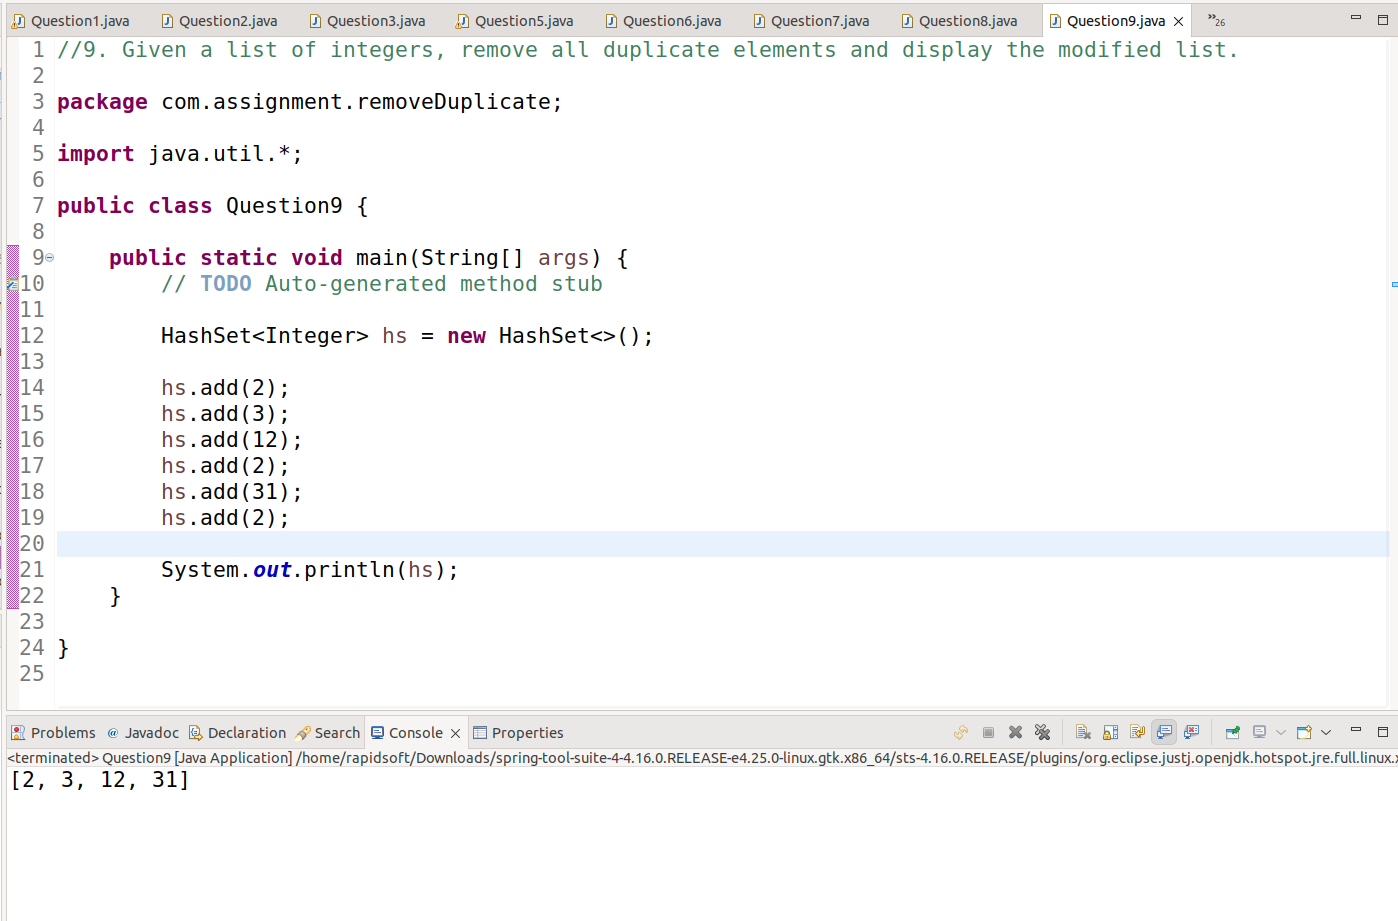 Question1.java Question2.java Question3.java Question5.java Question6.java Question7.java Question8.java Question9.java »26
1 //9. Given a list of integers, remove all duplicate elements and display the modified list.
2
3 package com.assignment.removeDuplicate;
4
5 import java.util.*;
6
7 public class Question9 {
8
9 public static void main(String[] args) {
10 // TODO Auto-generated method stub
11
12 HashSet<Integer> hs = new HashSet<>();
13
14 hs.add(2);
15 hs.add(3);
16 hs.add(12);
17 hs.add(2);
18 hs.add(31);
19 hs.add(2);
20
21 System.out.println(hs);
22 }
23
24 }
25
Problems @ Javadoc Declaration Search Console Properties
<terminated> Question9 [Java Application] /home/rapidsoft/Downloads/spring-tool-suite-4-4.16.0.RELEASE-e4.25.0-linux.gtk.x86_64/sts-4.16.0.RELEASE/plugins/org.eclipse.justj.openjdk.hotspot.jre.full.linux.x
[2, 3, 12, 31]